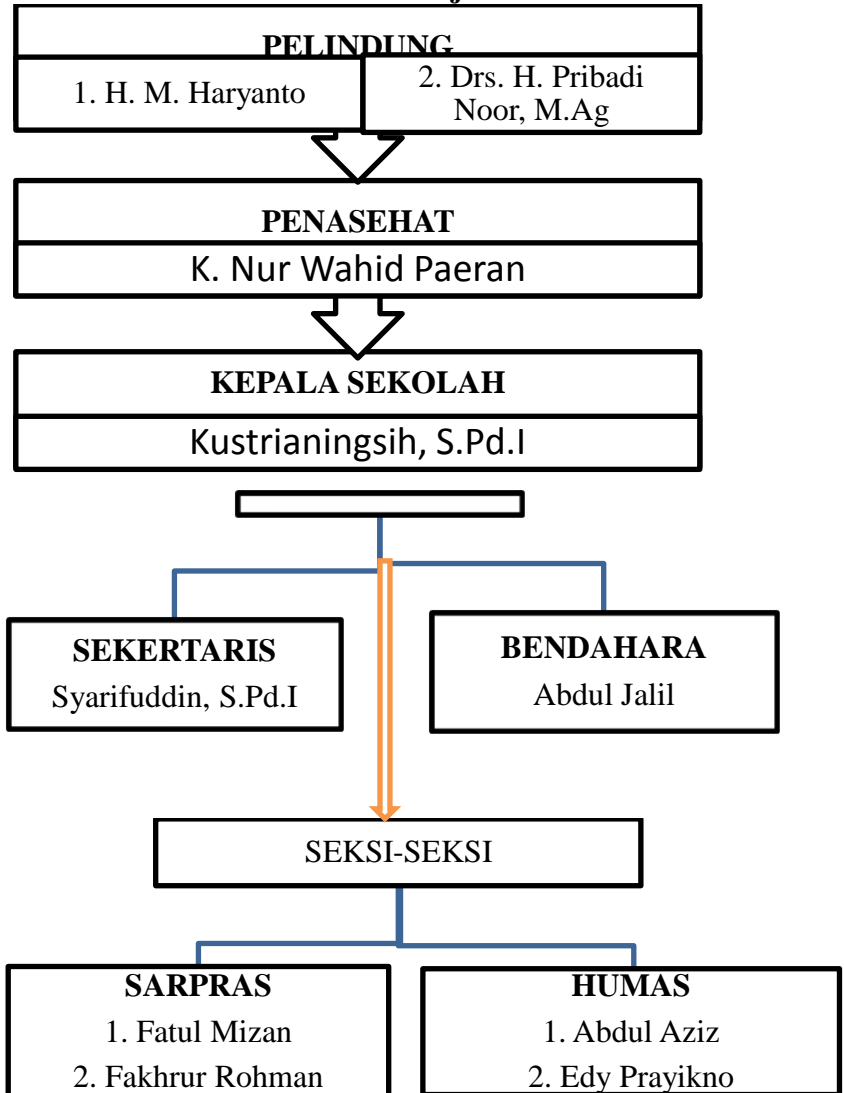 PELINDUNG
1. H. M. Haryanto
2. Drs. H. Pribadi
Noor, M.Ag
PENASEHAT
K. Nur Wahid Paeran
KEPALA SEKOLAH
Kustrianingsih, S.Pd.I
SEKERTARIS
Syarifuddin, S.Pd.I
BENDAHARA
Abdul Jalil
SEKSI-SEKSI
SARPRAS
1. Fatul Mizan
2. Fakhrur Rohman
HUMAS
1. Abdul Aziz
2. Edy Prayikno